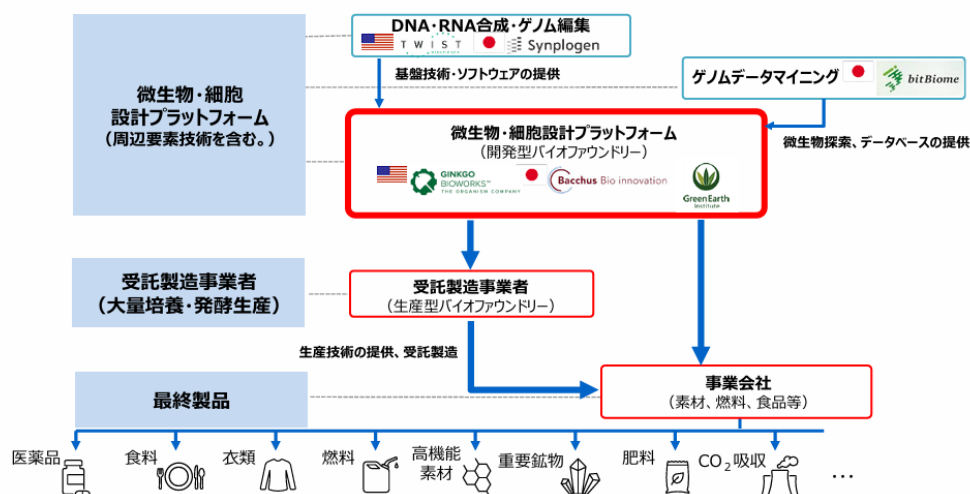 DNA・RNA合成・ゲノム編集
TWIST
Synplogen
基盤技術・ソフトウェアの提供
ゲノムデータマイニング
bitBiome
微生物・細胞
設計プラットフォーム
（周辺要素技術を含む。）
微生物・細胞設計プラットフォーム
（開発型バイオファウンドリー）
微生物探索、データベースの提供
GINKGO
BIOWORKS™
THE ORGANISM COMPANY
Bacchus Bio innovation
Green Earth
Institute
受託製造事業者
（大量培養・発酵生産）
受託製造事業者
（生産型バイオファウンドリー）
生産技術の提供、受託製造
最終製品
事業会社
（素材、燃料、食品等）
医薬品
食料
衣類
燃料
高機能
素材
重要鉱物
肥料
CO₂吸収
…